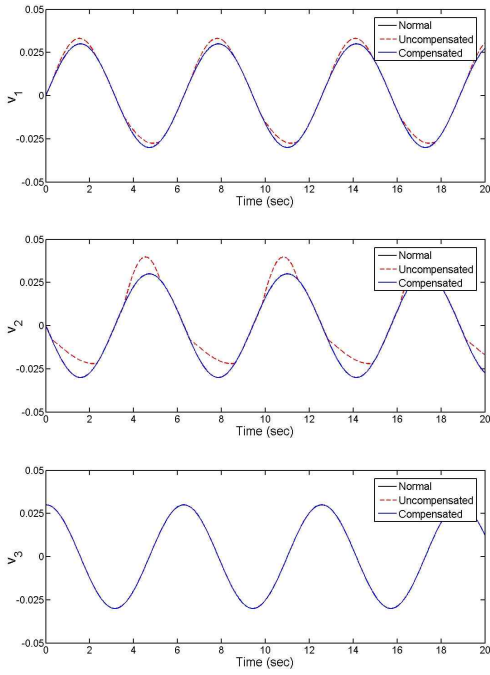 0.05
Normal
Uncompensated
Compensated
0.025
0
-0.025
-0.05
v1
0 2 4 6 8 10 12 14 16 18 20
Time (sec)
0.05
Normal
Uncompensated
Compensated
0.025
0
-0.025
-0.05
v2
0 2 4 6 8 10 12 14 16 18 20
Time (sec)
0.05
Normal
Uncompensated
Compensated
0.025
0
-0.025
-0.05
v3
0 2 4 6 8 10 12 14 16 18 20
Time (sec)